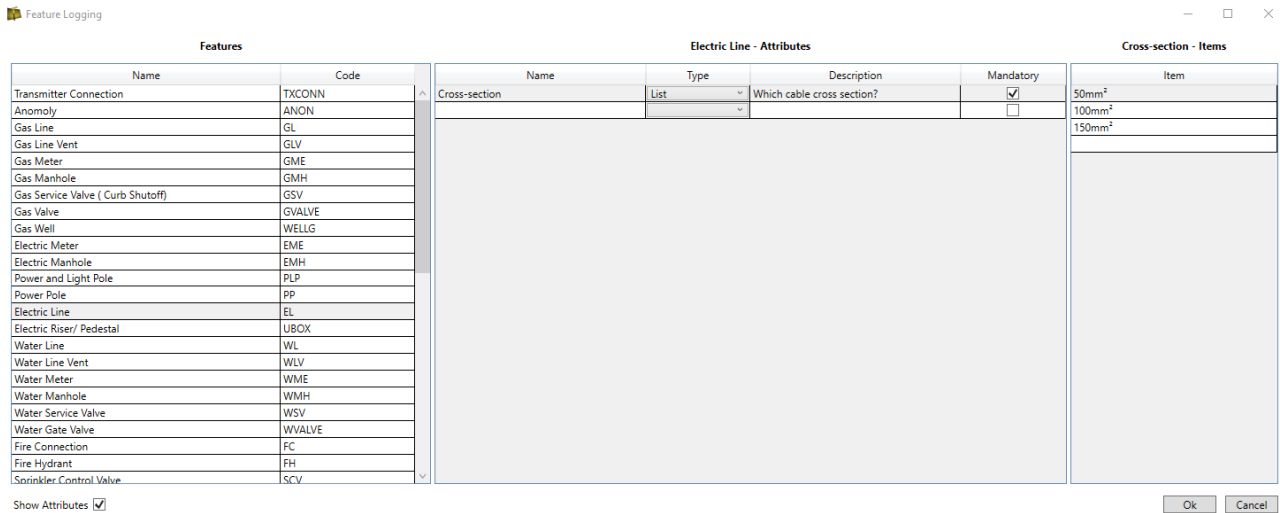 Feature Logging
Features
Electric Line - Attributes
Cross-section - Items
Name Code
Name Type Description Mandatory
Item
Transmitter Connection TXCONN
Anomoly ANON
Gas Line GL
Gas Line Vent GLV
Gas Meter GME
Gas Manhole GMH
Gas Service Valve ( Curb Shutoff) GSV
Gas Valve GVALVE
Gas Well WELLG
Electric Meter EME
Electric Manhole EMH
Power and Light Pole PLP
Power Pole PP
Electric Line EL
Electric Riser/ Pedestal UBOX
Water Line WL
Water Line Vent WLV
Water Meter WME
Water Manhole WMH
Water Service Valve WSV
Water Gate Valve WVALVE
Fire Connection FC
Fire Hydrant FH
Sprinkler Control Valve SCV
Cross-section List Which cable cross section?
50mm²
100mm²
150mm²
Show Attributes
Ok Cancel